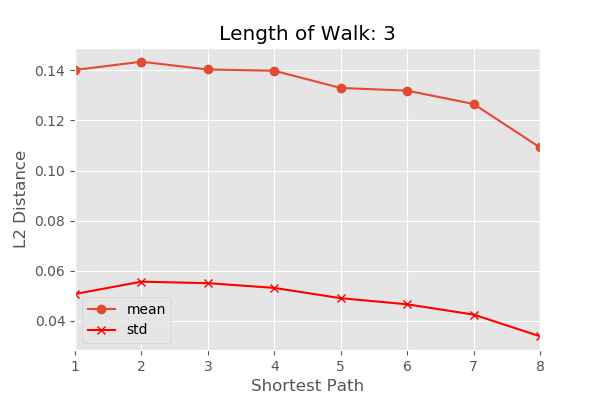 Length of Walk: 3
L2 Distance
0.14
0.12
0.10
0.08
0.06
0.04
mean
std
1 2 3 4 5 6 7 8
Shortest Path